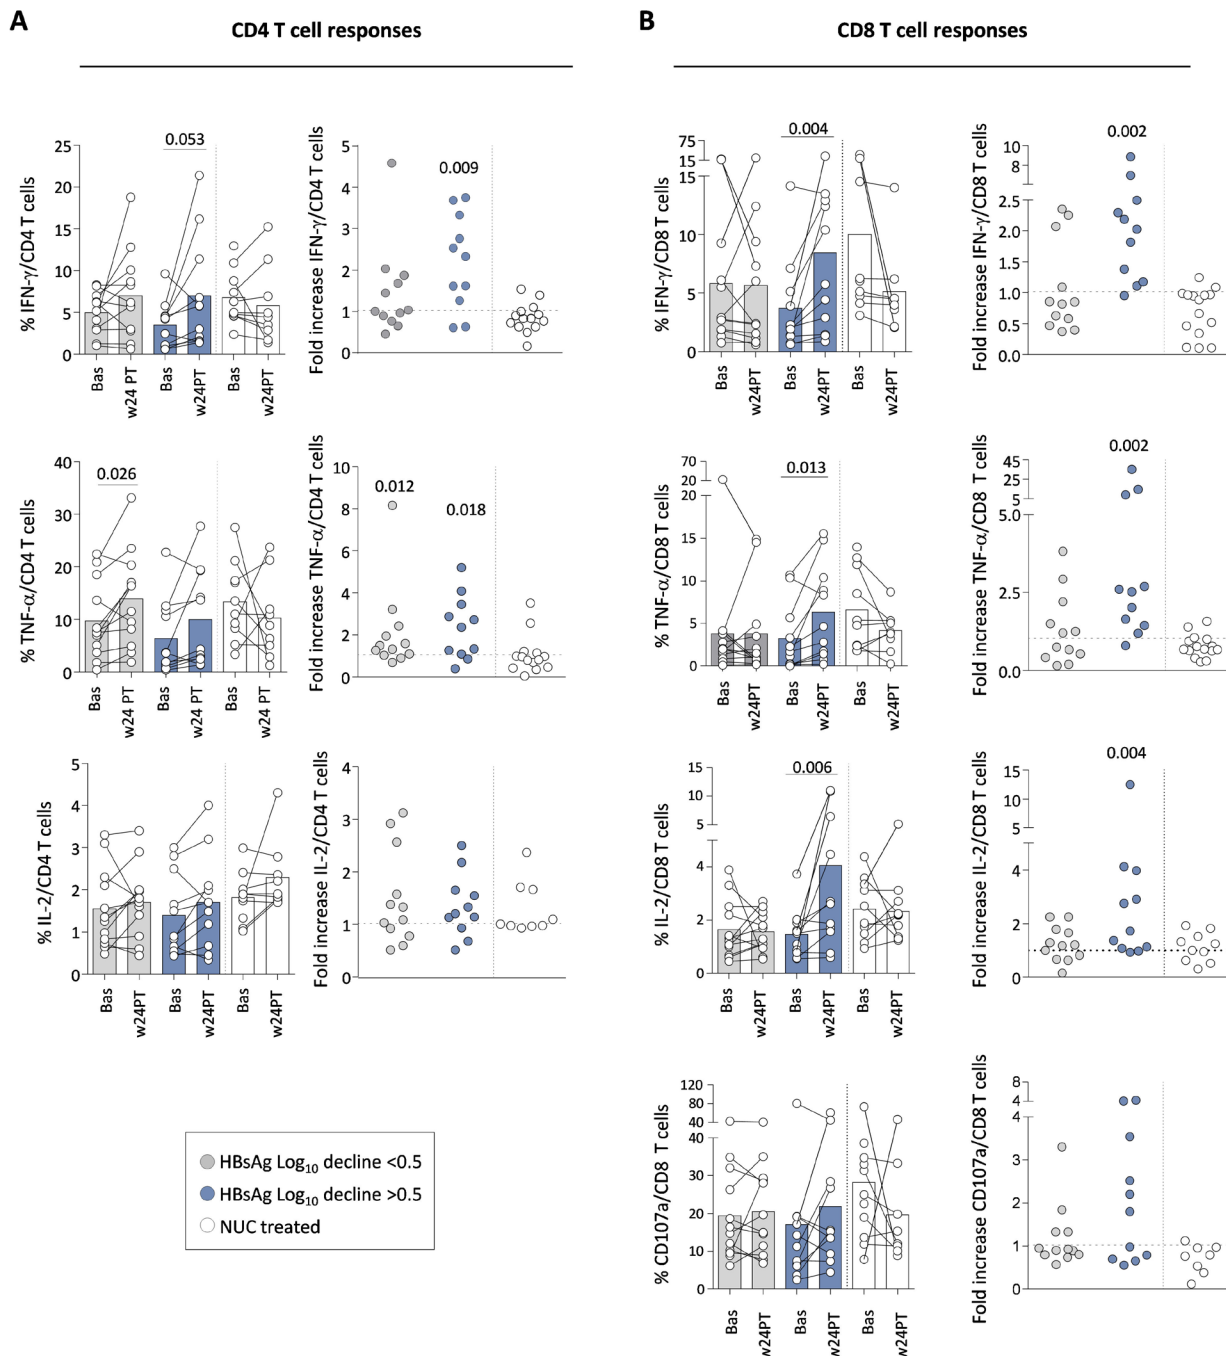 A
CD4 T cell responses
% IFN-γ/CD4 T cells
25
20
15
10
5
0
0.053
Bas
w24 PT
Bas
w24PT
Bas
w24PT
Fold increase IFN-γ/CD4 T cells
5
4
3
2
1
0
0.009
% TNF-α/CD4 T cells
40
30
20
10
0
0.026
Bas
w24 PT
Bas
w24 PT
Bas
w24 PT
Fold increase TNF-α/CD4 T cells
10
8
6
4
2
0
0.012
0.018
% IL-2/CD4 T cells
5
4
3
2
1
0
Bas
w24PT
Bas
w24PT
Bas
w24PT
Fold increase IL-2/CD4 T cells
4
3
2
1
0
HBsAg Log10 decline <0.5
HBsAg Log10 decline >0.5
NUC treated
B
CD8 T cell responses
% IFN-γ/CD8 T cells
75
15
15
10
5
0
0.004
Bas
w24PT
Bas
w24PT
Bas
w24PT
Fold increase IFN-γ/CD8 T cells
10
8
6
2.5
2.0
1.5
1.0
0.5
0.0
0.002
% TNF-α/CD8 T cells
70
20
20
15
10
5
0
0.013
Bas
w24PT
Bas
w24PT
Bas
w24PT
Fold increase TNF-α/CD8 T cells
45
25
5
5.0
2.5
0.0
0.002
% IL-2/CD8 T cells
15
10
5
4
2
0
0.006
Bas
w24PT
Bas
w24PT
Bas
w24PT
Fold increase IL-2/CD8 T cells
15
10
5
4
2
0
0.004
% CD107a/CD8 T cells
120
80
40
40
30
20
10
0
Bas
w24PT
Bas
w24PT
Bas
w24PT
Fold increase CD107a/CD8 T cells
8
4
4
3
2
1
0